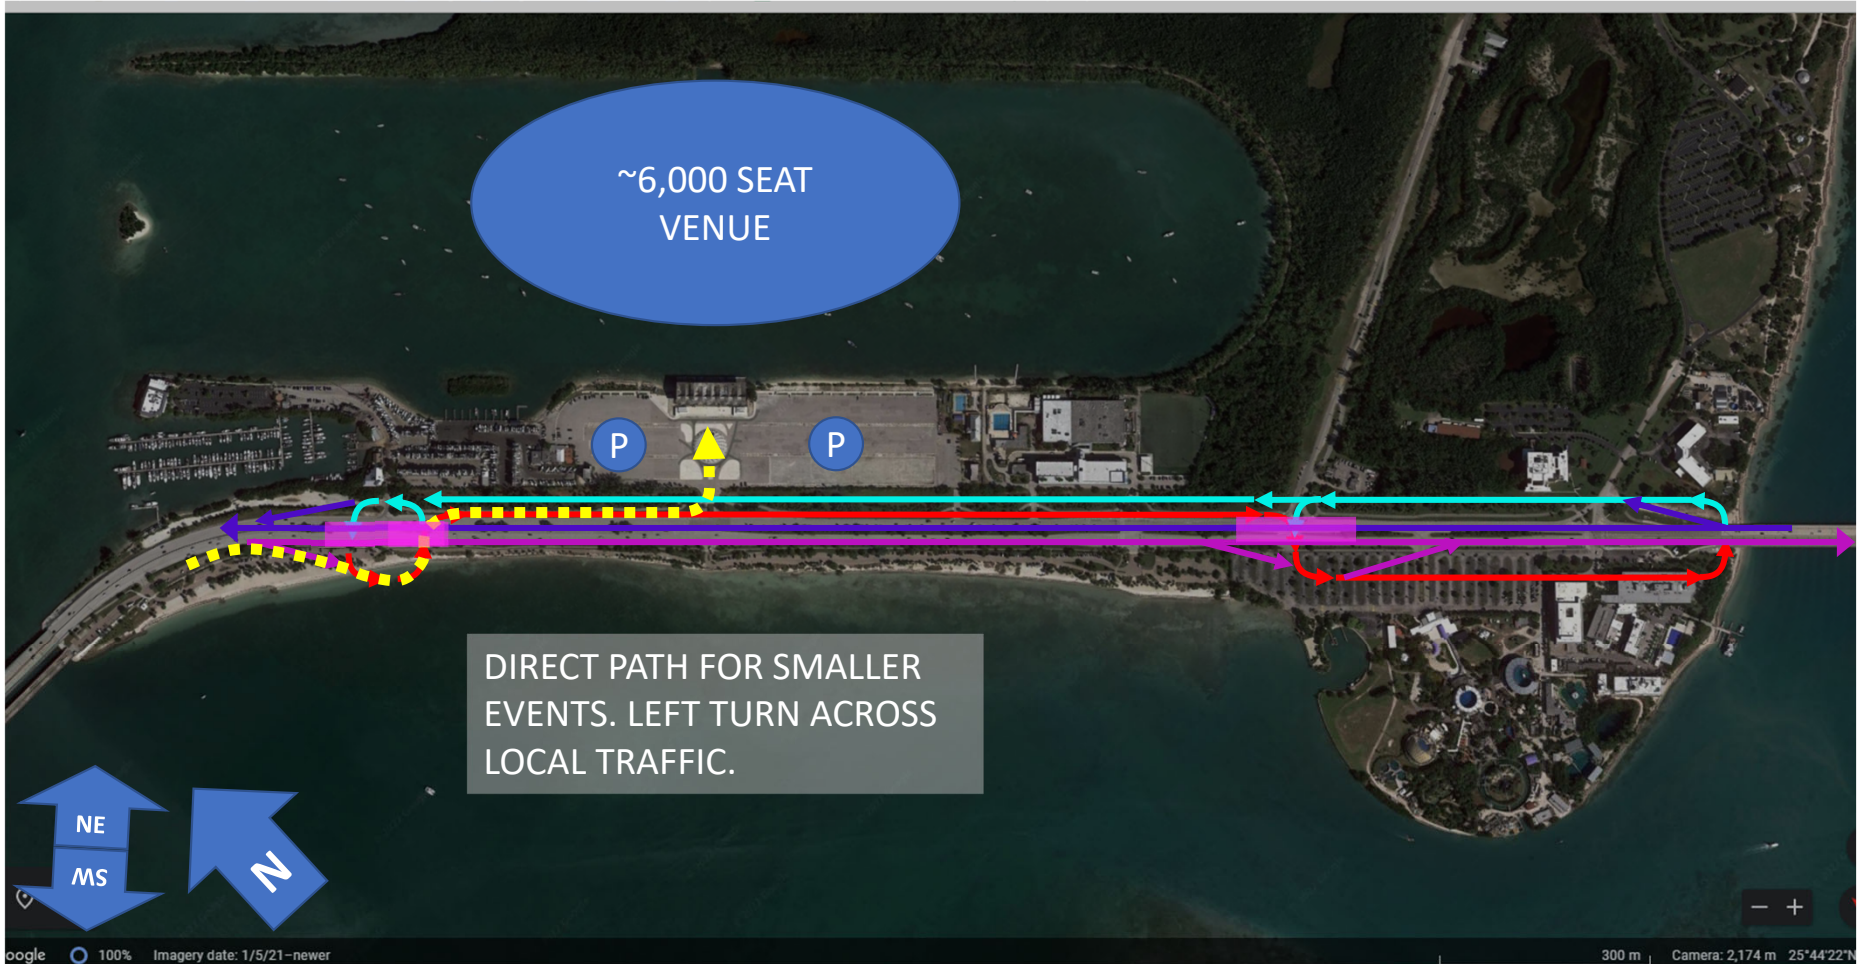 ~6,000 SEAT
VENUE
P
P
DIRECT PATH FOR SMALLER
EVENTS. LEFT TURN ACROSS
LOCAL TRAFFIC.
NE
SW
N
oogle
100%
Imagery date: 1/5/21–newer
300 m
Camera: 2,174 m
25°44'22"N